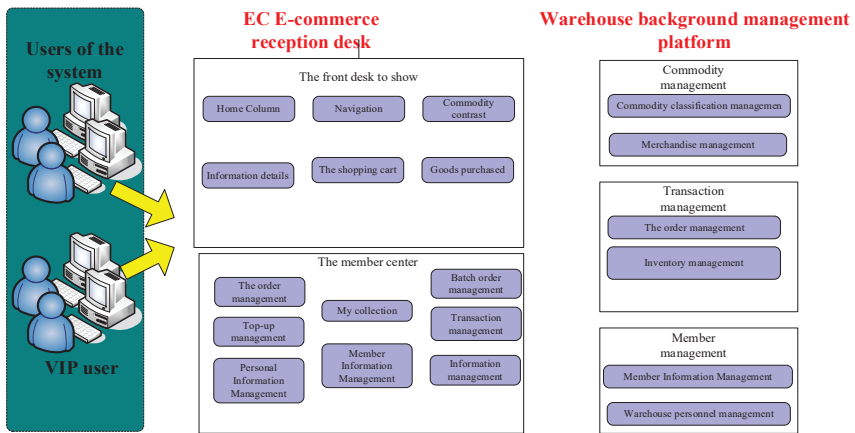 Users of the
system
VIP user
EC E-commerce
reception desk
The front desk to show
Home Column
Navigation
Commodity
contrast
Information details
The shopping cart
Goods purchased
The member center
The order
management
My collection
Batch order
management
Top-up
management
Transaction
management
Personal
Information
Management
Member
Information
Management
Information
management
Warehouse background management
platform
Commodity
management
Commodity classification managemen
Merchandise management
Transaction
management
The order management
Inventory management
Member
management
Member Information Management
Warehouse personnel management